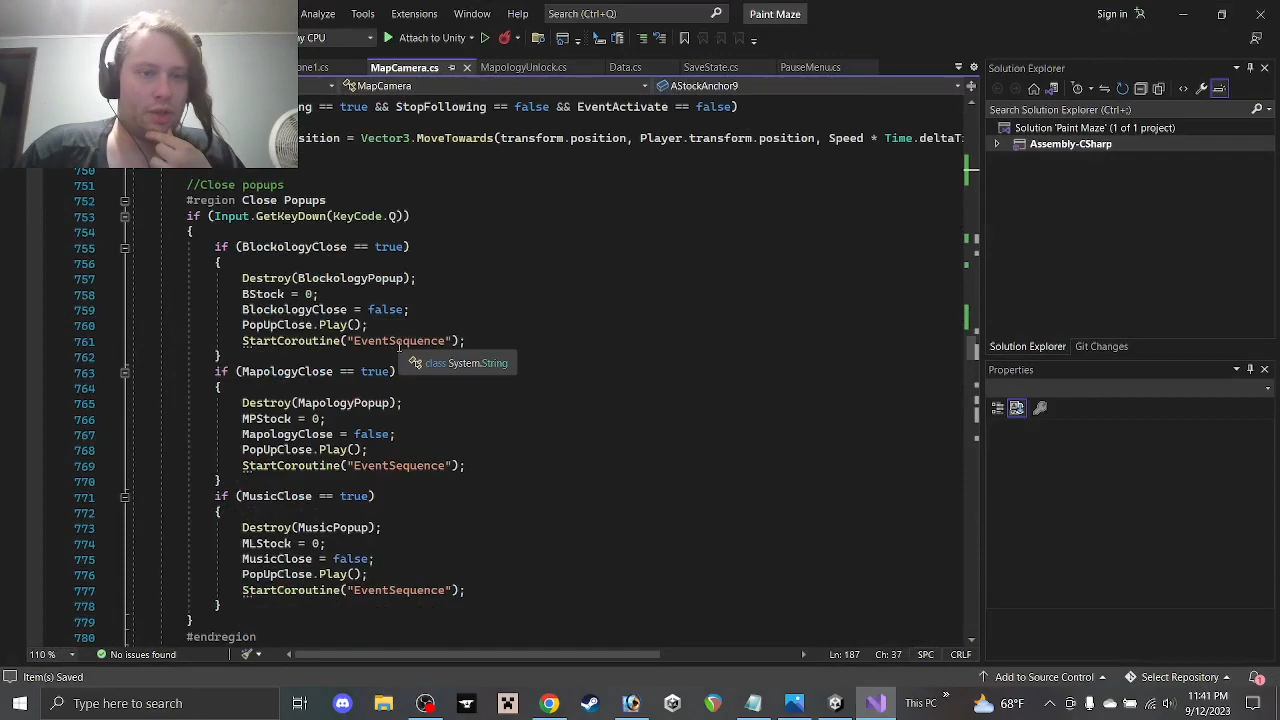 Analyze Tools Extensions Window Help Search (Ctrl+Q) Paint Maze Sign in
CPU Attach to Unity
MapCamera.cs MapologyUnlock.cs Data.cs SaveState.cs PauseMenu.cs
MapCamera AStockAnchor9
== true && StopFollowing == false && EventActivate == false)
= Vector3.MoveTowards(transform.position, Player.transform.position, Speed * Time.deltaTi
750
751 //Close popups
752 #region Close Popups
753 if (Input.GetKeyDown(KeyCode.Q))
754 {
755 if (BlockologyClose == true)
756 {
757 Destroy(BlockologyPopup);
758 BStock = 0;
759 BlockologyClose = false;
760 PopUpClose.Play();
761 StartCoroutine("EventSequence");
762 }
class System.String
763 if (MapologyClose == true)
764 {
765 Destroy(MapologyPopup);
766 MPStock = 0;
767 MapologyClose = false;
768 PopUpClose.Play();
769 StartCoroutine("EventSequence");
770 }
771 if (MusicClose == true)
772 {
773 Destroy(MusicPopup);
774 MLStock = 0;
775 MusicClose = false;
776 PopUpClose.Play();
777 StartCoroutine("EventSequence");
778 }
779 }
780 #endregion
110 % No issues found Ln: 187 Ch: 37 SPC CRLF
Solution Explorer
Search Solution Explorer (Ctrl+;)
Solution 'Paint Maze' (1 of 1 project)
Assembly-CSharp
Solution Explorer Git Changes
Properties
Item(s) Saved Add to Source Control Select Repository 1
Type here to search This PC » 68°F 11:41 PM
9/12/2023